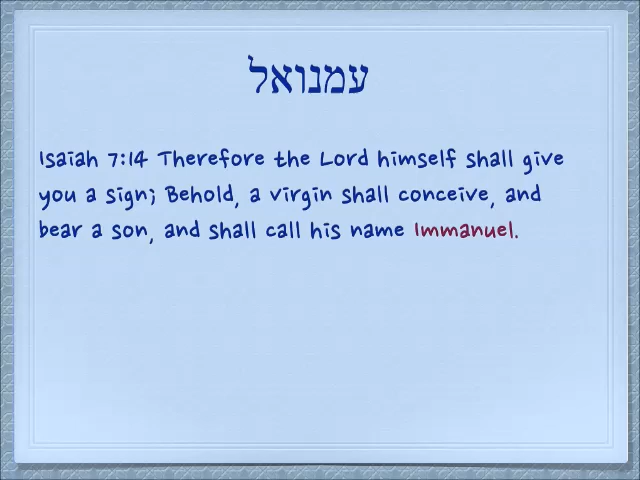 עמנואל
Isaiah 7:14 Therefore the Lord himself shall give
you a sign; Behold, a virgin shall conceive, and
bear a son, and shall call his name Immanuel.